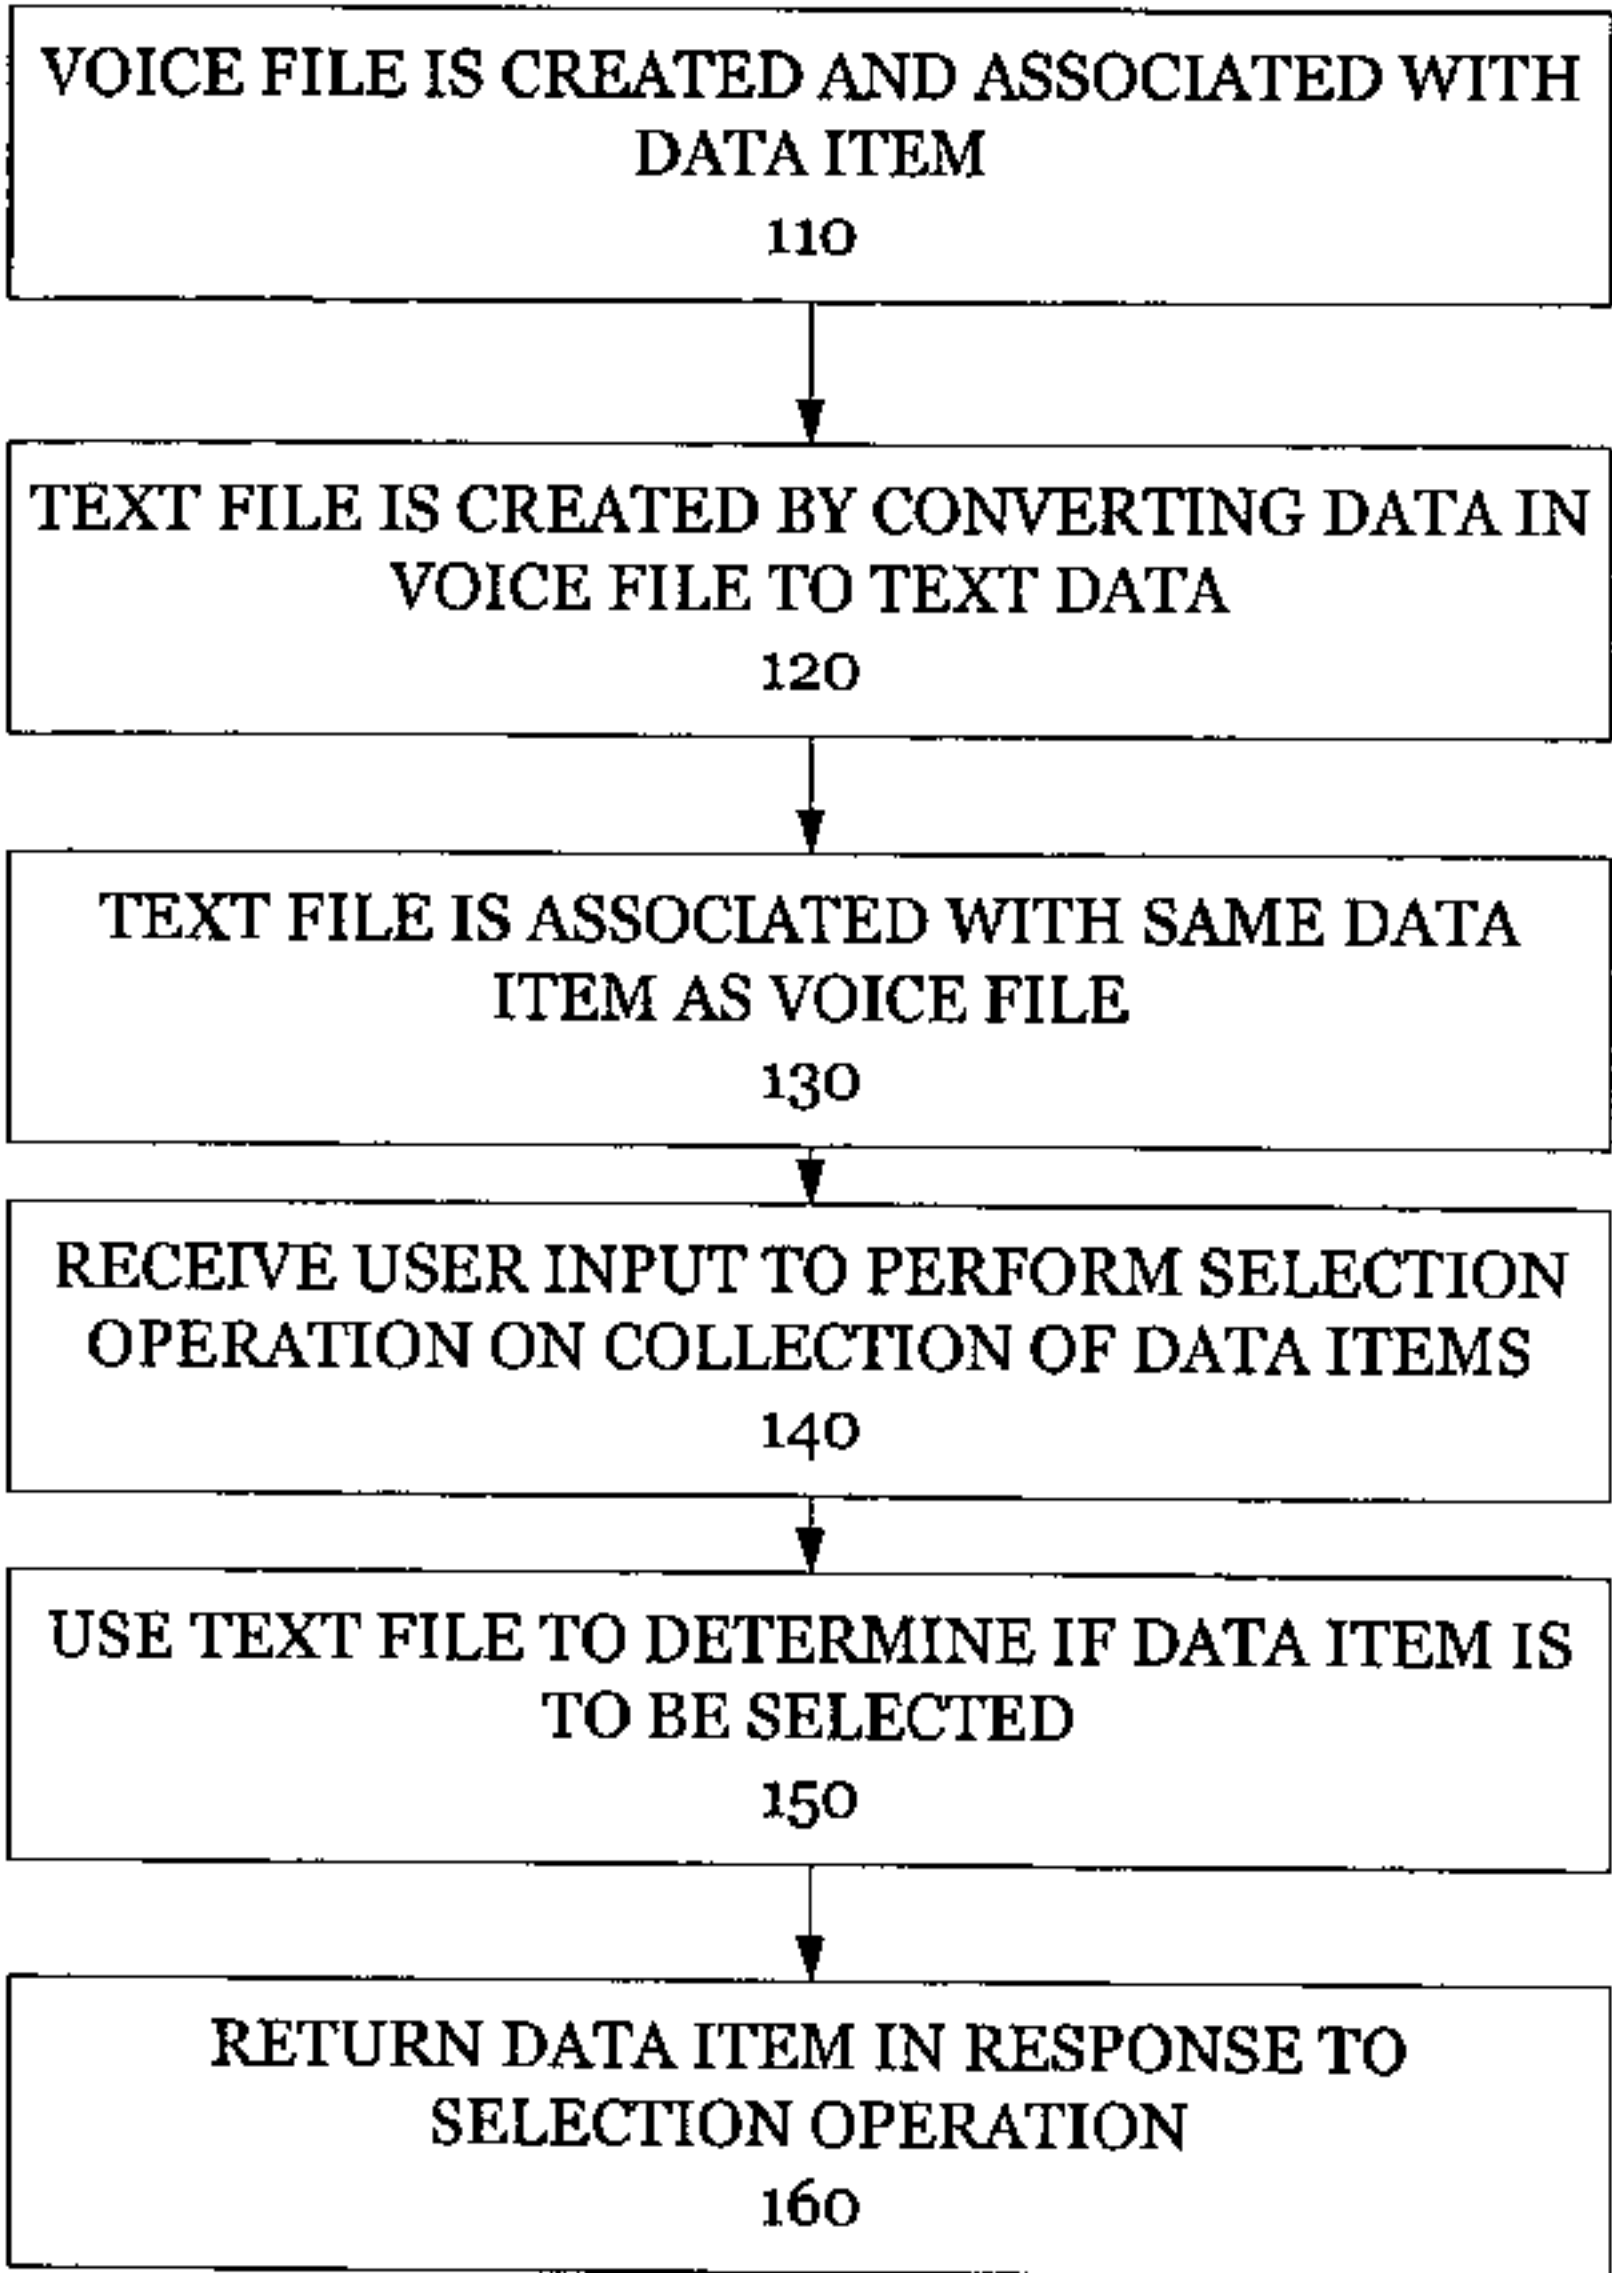 VOICE FILE IS CREATED AND ASSOCIATED WITH
DATA ITEM
110
TEXT FILE IS CREATED BY CONVERTING DATA IN
VOICE FILE TO TEXT DATA
120
TEXT FILE IS ASSOCIATED WITH SAME DATA
ITEM AS VOICE FILE
130
RECEIVE USER INPUT TO PERFORM SELECTION
OPERATION ON COLLECTION OF DATA ITEMS
140
USE TEXT FILE TO DETERMINE IF DATA ITEM IS
TO BE SELECTED
150
RETURN DATA ITEM IN RESPONSE TO
SELECTION OPERATION
160